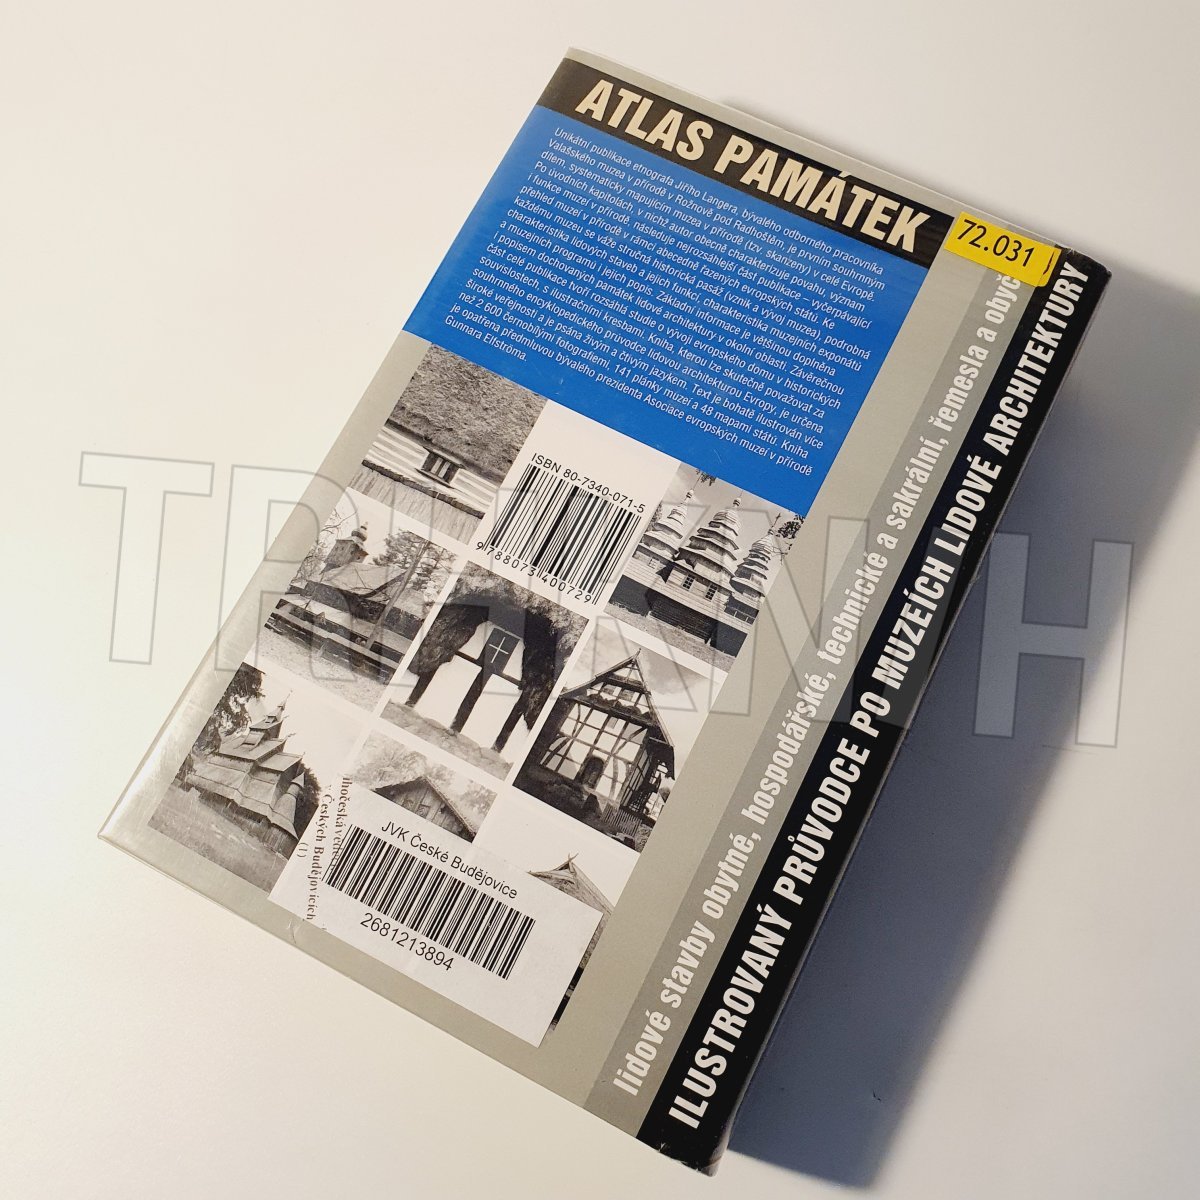 ATLAS PAMÁTEK
72.031
Unikátní publikace etnografa Jiřího Langera, bývalého odborného pracovníka
Valašského muzea v přírodě v Rožnově pod Radhoštěm, je prvním souhrnným
dílem, systematicky mapujícím muzea v přírodě (tzv. skanzeny) v celé Evropě.
Po úvodních kapitolách, v nichž autor obecně charakterizuje povahu, význam
i funkce muzeí v přírodě, následuje nejrozsáhlejší část publikace – vyčerpávající
přehled muzeí v přírodě v rámci abecedně řazených evropských států. Ke
každému muzeu se váže stručná historická pasáž (vznik a vývoj muzea), podrobná
charakteristika lidových staveb a jejich funkcí, charakteristika muzejních exponátů
a muzejních programů i jejich popis. Základní informace je většinou doplněna
i popisem dochovaných památek lidové architektury v okolní oblasti. Závěrečnou
část celé publikace tvoří rozsáhlá studie o vývoji evropského domu v historických
souvislostech, s ilustračními kresbami. Kniha, kterou lze skutečně považovat za
souhrnného encyklopedického průvodce lidovou architekturou Evropy, je určena
široké veřejnosti a je psána živým a čtivým jazykem. Text je bohatě ilustrován více
než 2 600 černobílými fotografiemi, 141 plánky muzeí a 48 mapami států. Kniha
je opatřena předmluvou bývalého prezidenta Asociace evropských muzeí v přírodě
Gunnara Elfströma.
ISBN 80-7340-071-5
9 788073 400729
JVK České Budějovice
2681213894
Českých Budějovicích
(1)
lidové stavby obytné, hospodářské, technické a sakrální, řemesla a
ILUSTROVANÝ PRŮVODCE PO MUZEÍCH LIDOVÉ ARCHITEKTURY